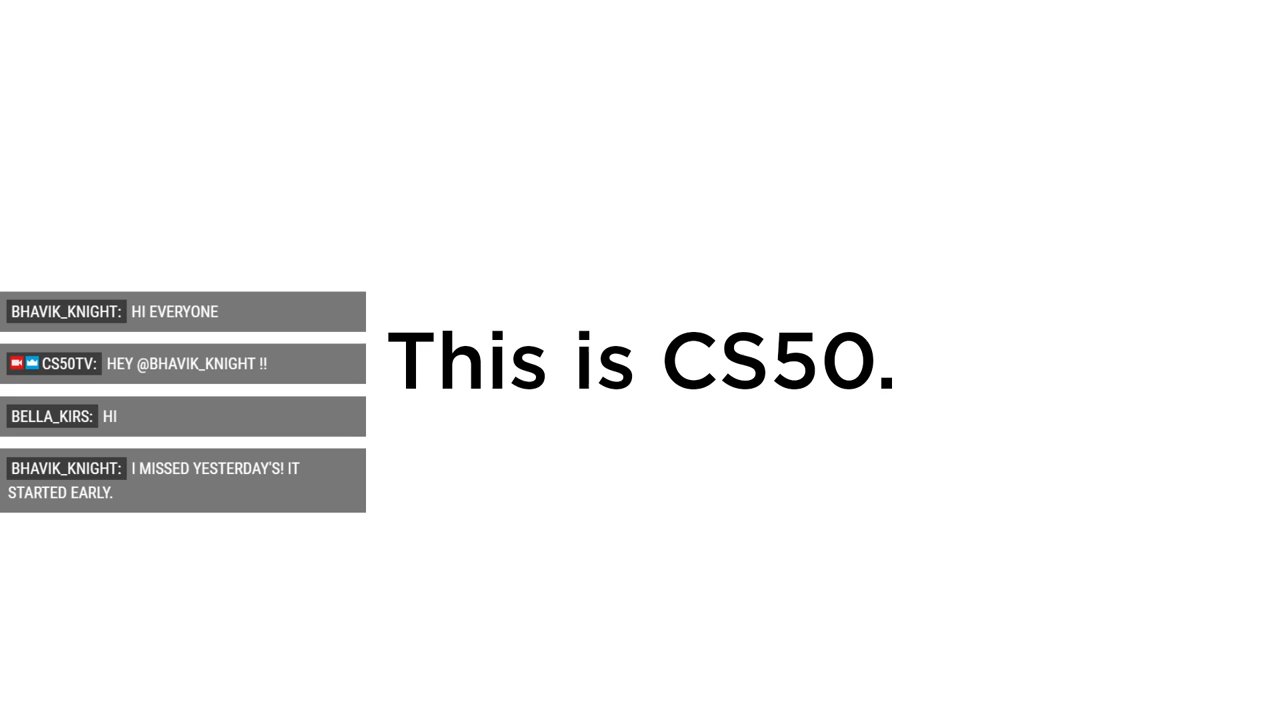 BHAVIK_KNIGHT: HI EVERYONE
CS50TV: HEY @BHAVIK_KNIGHT !!
BELLA_KIRS: HI
BHAVIK_KNIGHT: I MISSED YESTERDAY'S! IT
STARTED EARLY.
This is CS50.